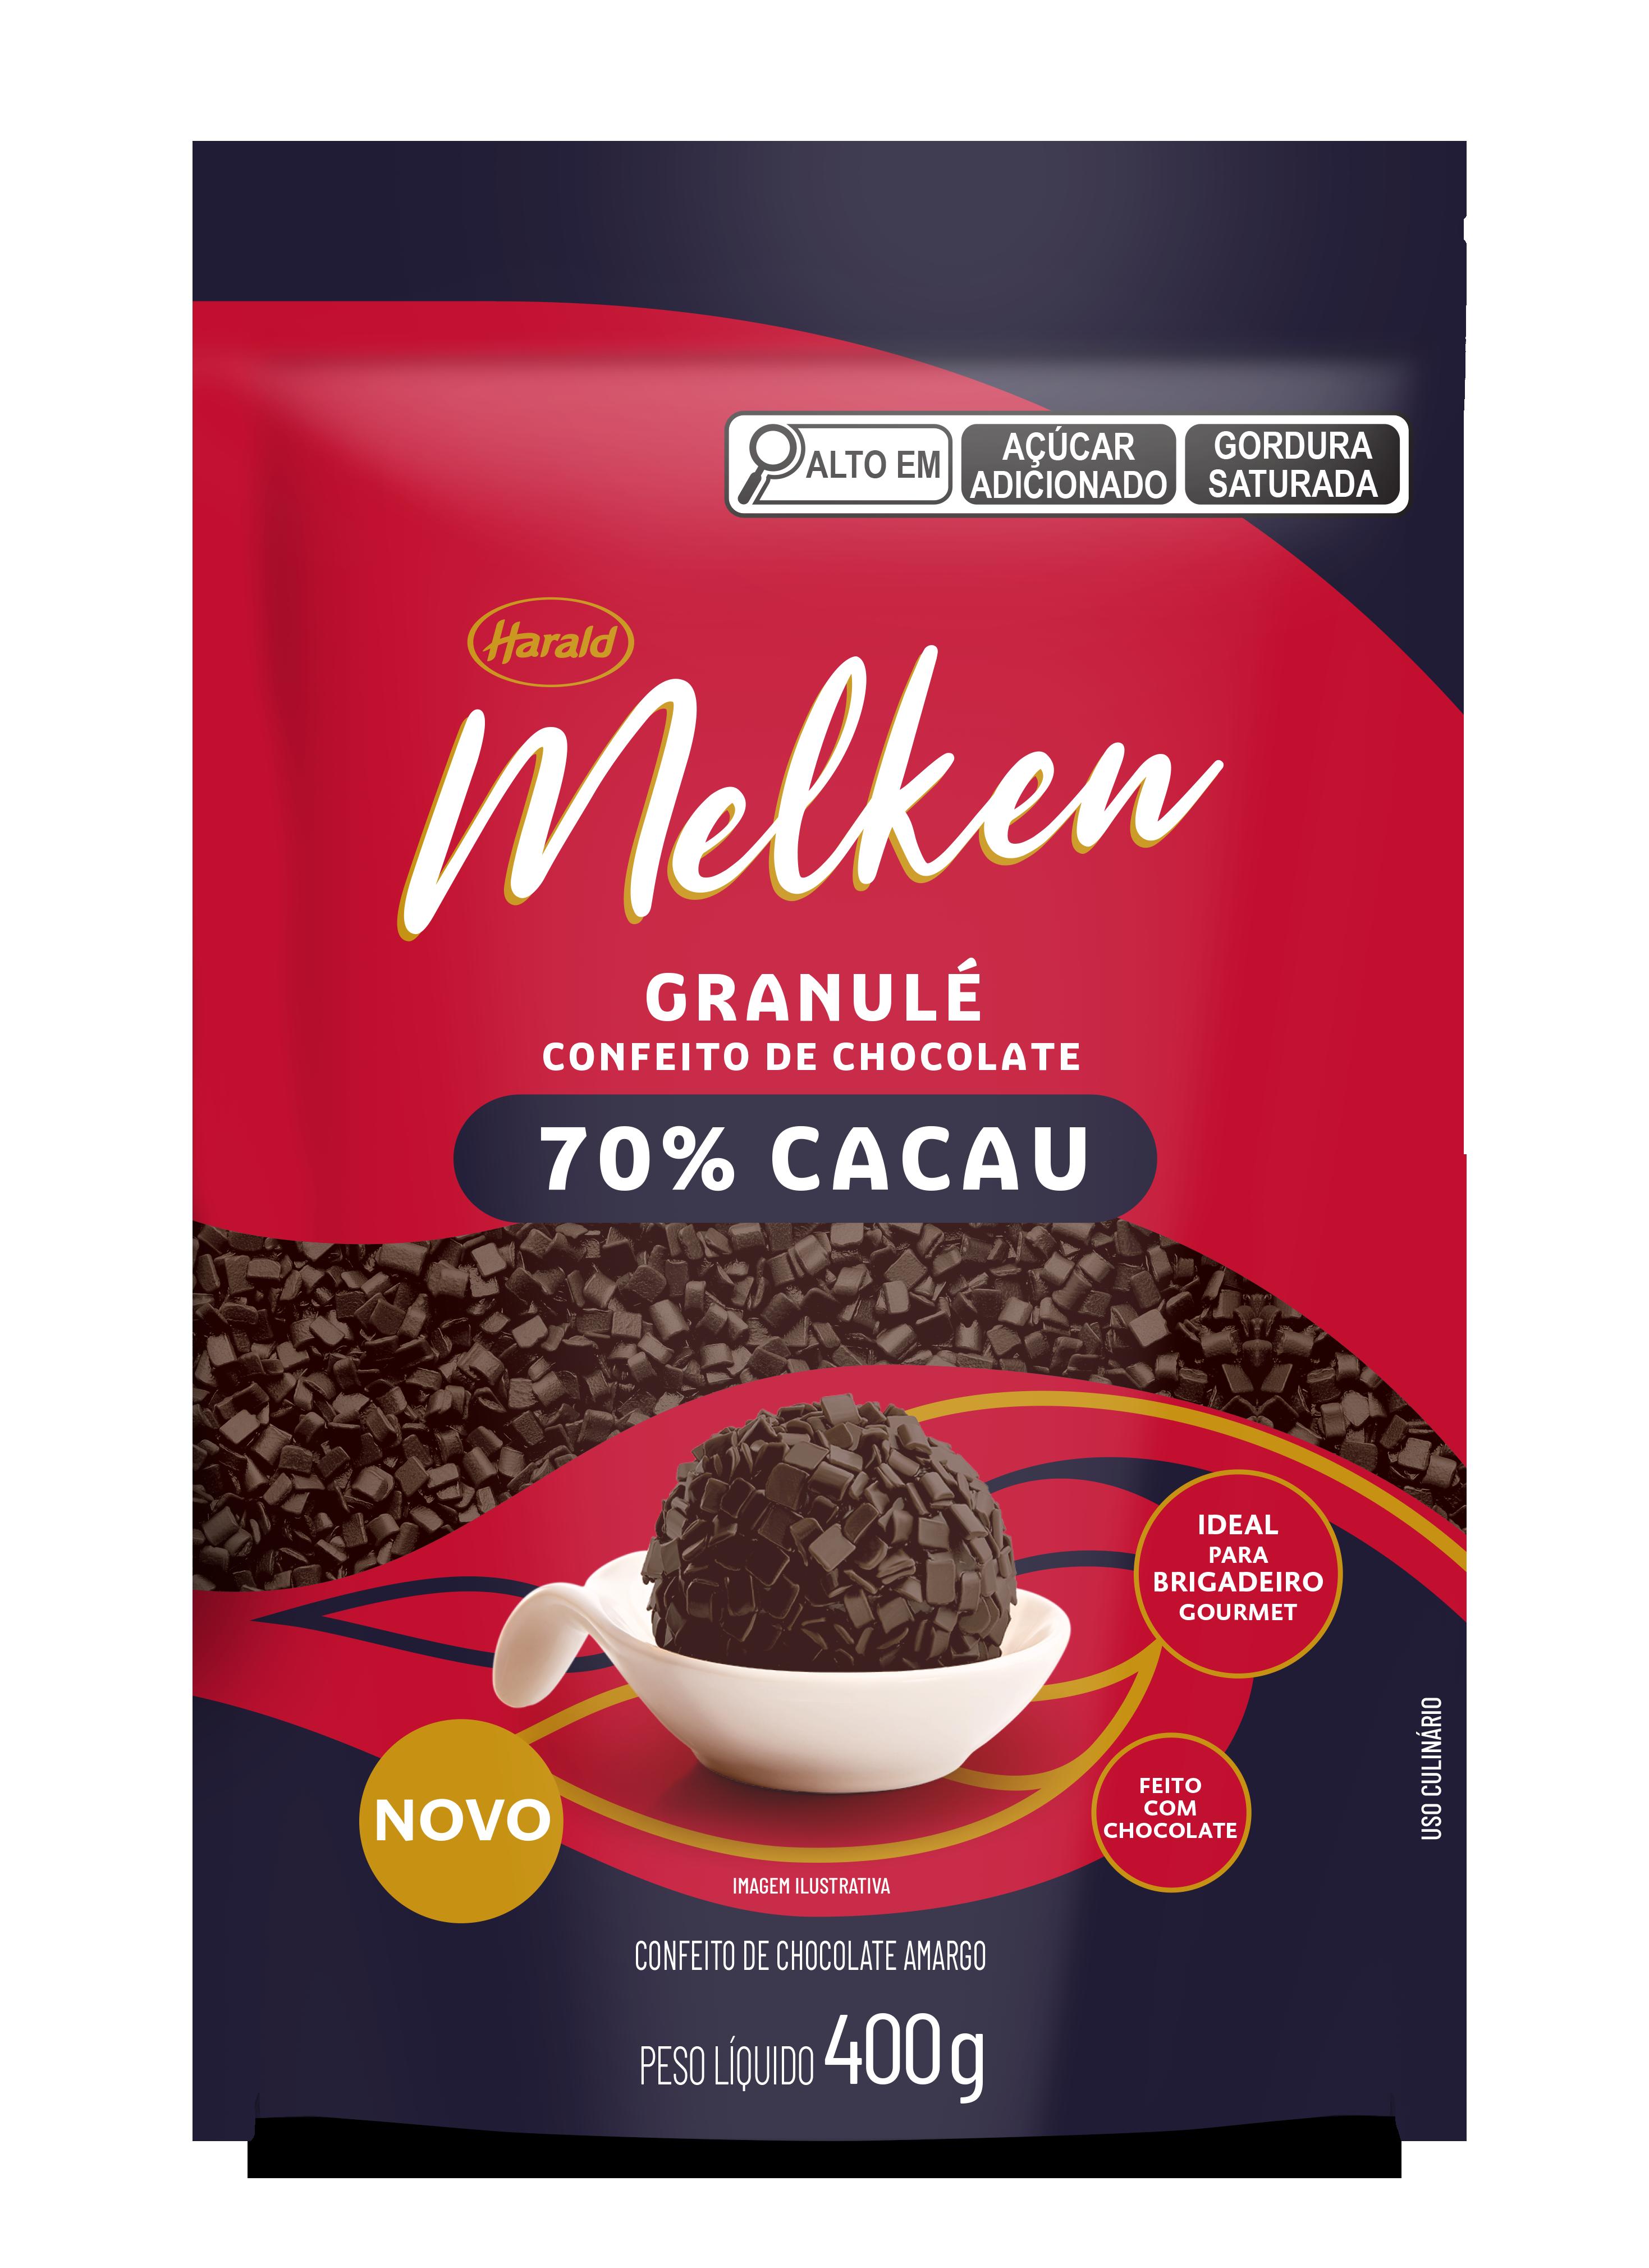 ALTO EM
AÇÚCAR
ADICIONADO
GORDURA
SATURADA
Harald
Melken
GRANULÉ
CONFEITO DE CHOCOLATE
70% CACAU
IDEAL
PARA
BRIGADEIRO
GOURMET
USO CULINÁRIO
FEITO
COM
CHOCOLATE
NOVO
IMAGEM ILUSTRATIVA
CONFEITO DE CHOCOLATE AMARGO
PESO LÍQUIDO 400g